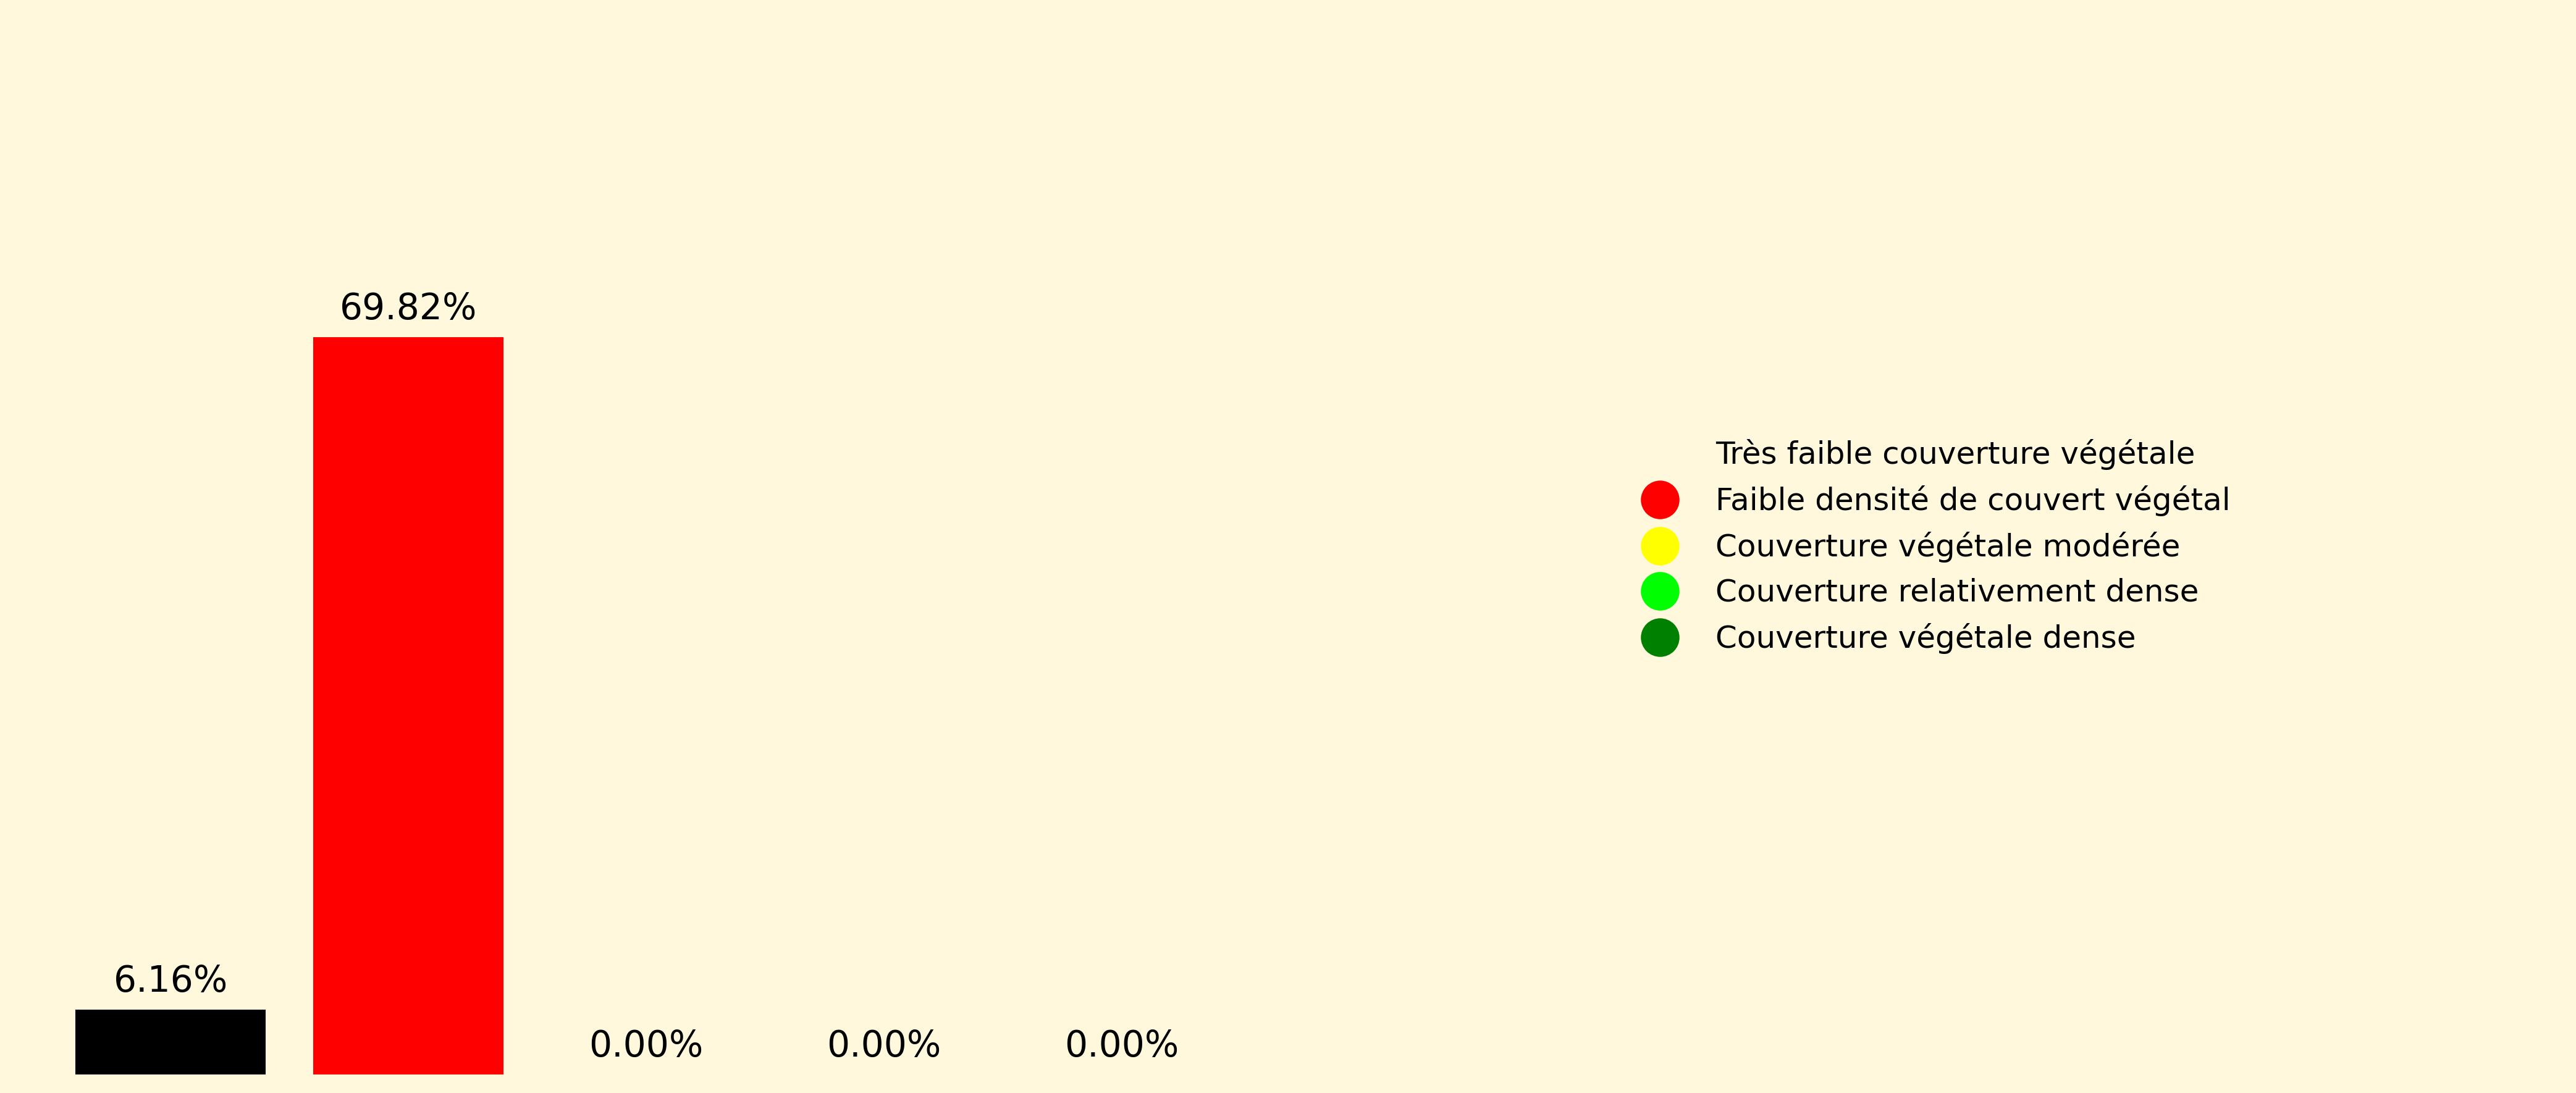 69.82%
6.16%
0.00%
0.00%
0.00%
Très faible couverture végétale
Faible densité de couvert végétal
Couverture végétale modérée
Couverture relativement dense
Couverture végétale dense